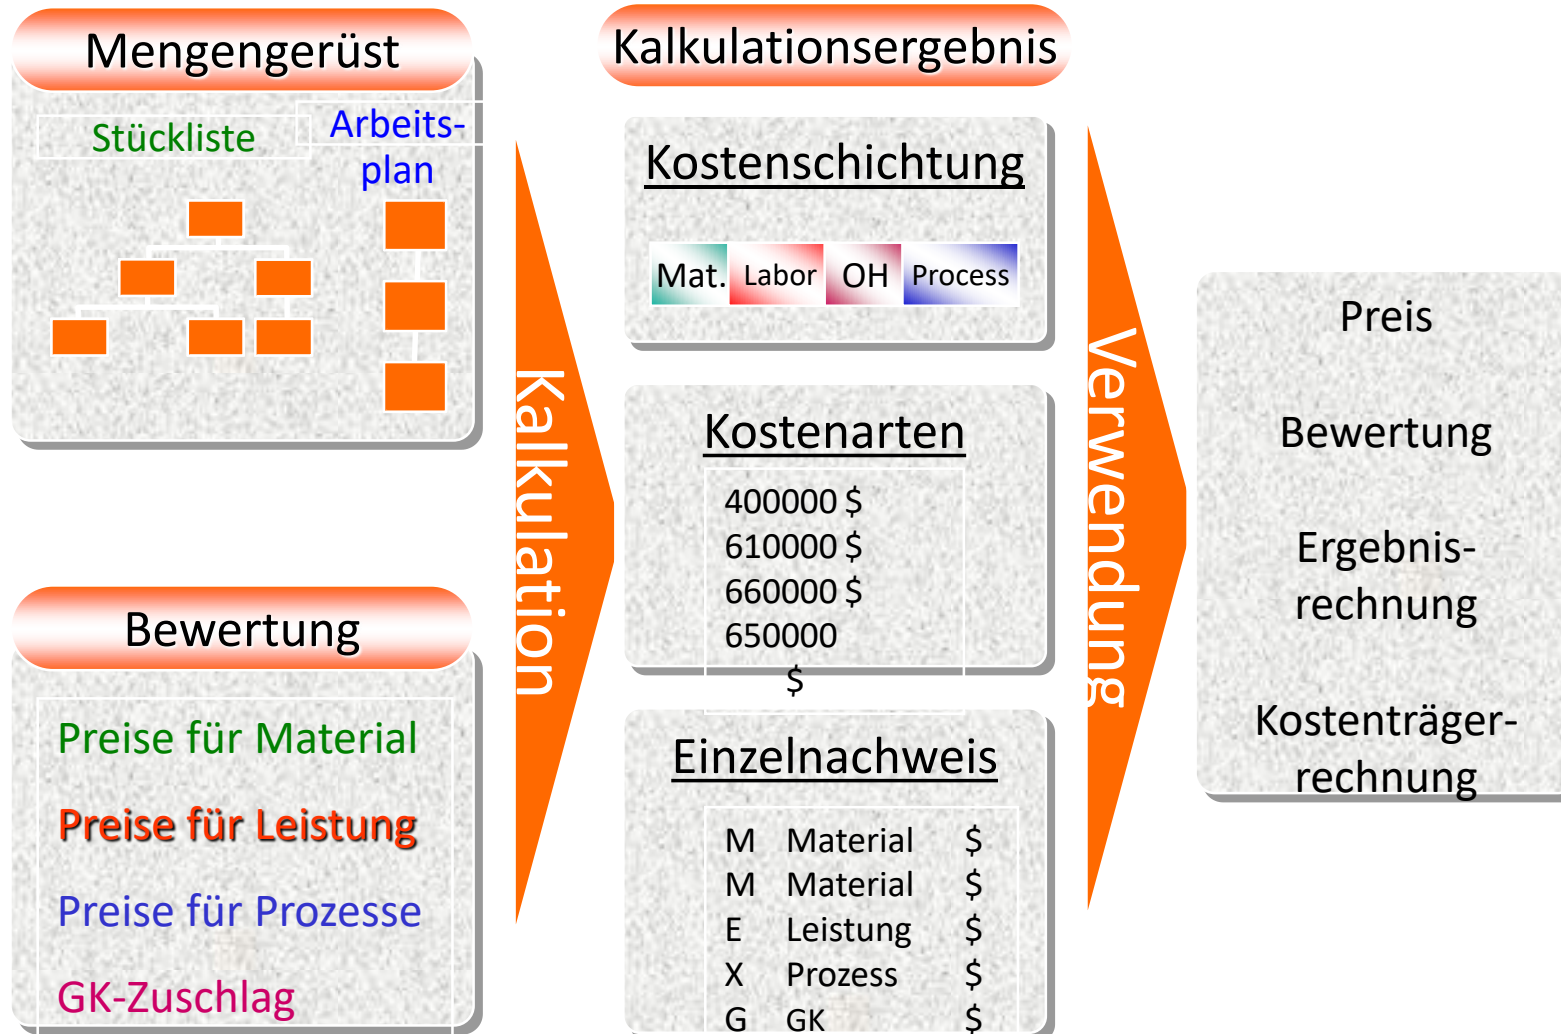 Mengengerüst
Stückliste
Arbeits-
plan
Bewertung
Preise für Material
Preise für Leistung
Preise für Prozesse
GK-Zuschlag
Kalkulation
Kalkulationsergebnis
Kostenschichtung
Mat. Labor OH Process
Kostenarten
400000 $
610000 $
660000 $
650000
$
Einzelnachweis
M Material $
M Material $
E Leistung $
X Prozess $
G GK $
Verwendung
Preis
Bewertung
Ergebnis-
rechnung
Kostenträger-
rechnung